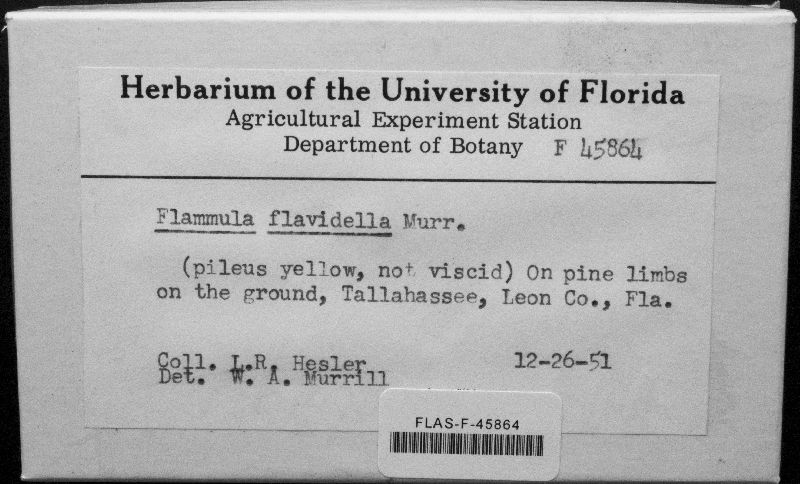 Herbarium of the University of Florida
Agricultural Experiment Station
Department of Botany F 45864
Flammula flavidella Murr.
(pileus yellow, not viscid) On pine limbs
on the ground, Tallahassee, Leon Co., Fla.
Coll. L.R. Hesler 12-26-51
Det. W. A. Murrill
FLAS-F-45864